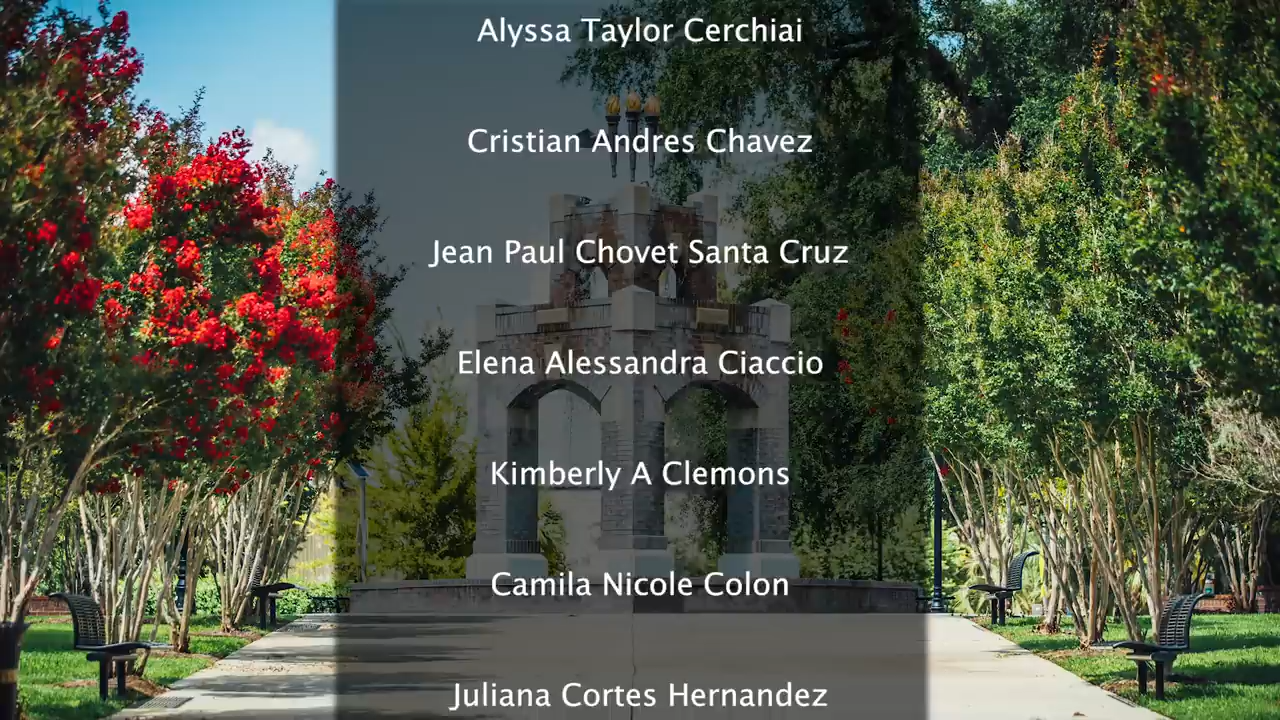 Alyssa Taylor Cerchiai
Cristian Andres Chavez
Jean Paul Chovet Santa Cruz
Elena Alessandra Ciaccio
Kimberly A Clemons
Camila Nicole Colon
Juliana Cortes Hernandez